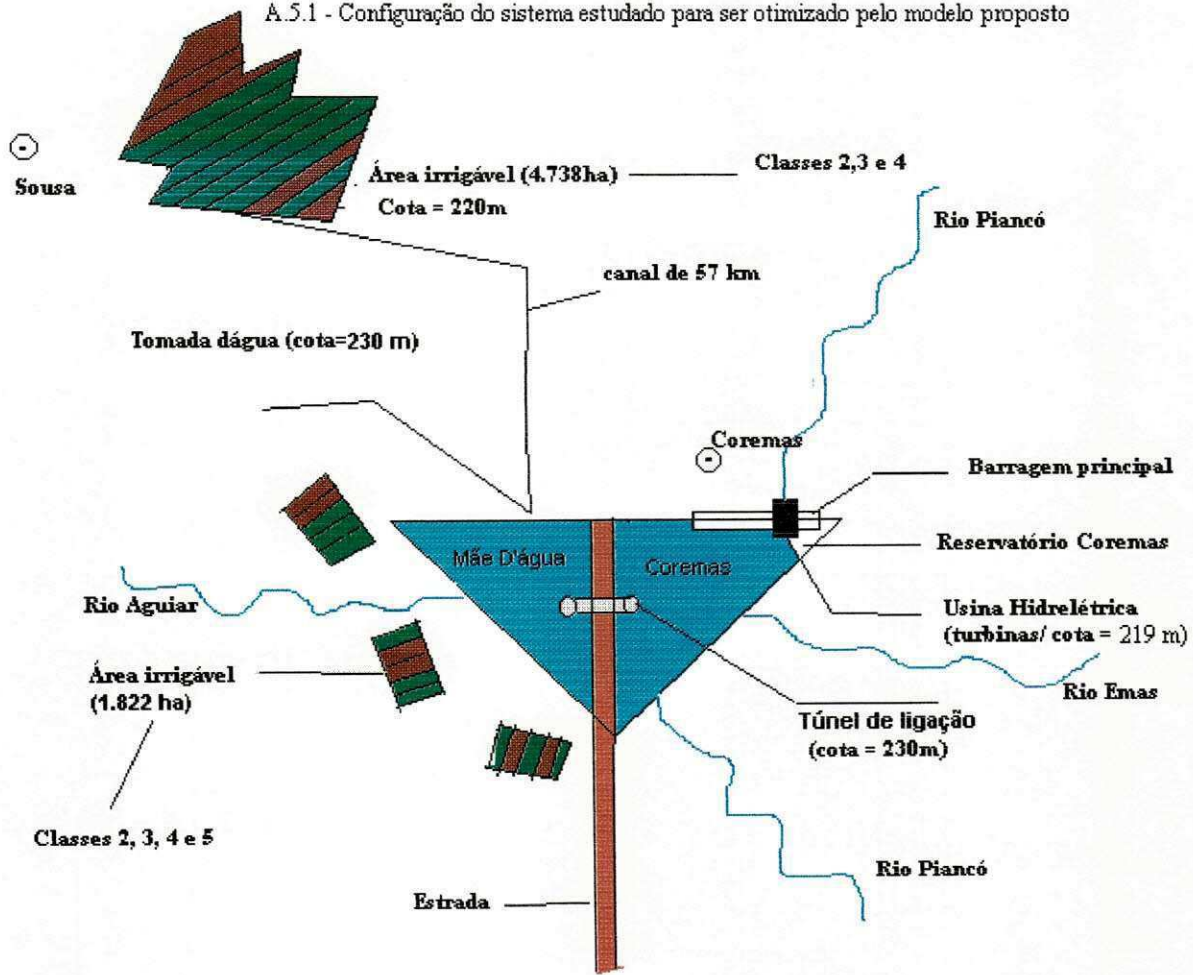 A.5.1 - Configuração do sistema estudado para ser otimizado pelo modelo proposto
Sousa
Área irrigável (4.738ha)
Cota = 220m
Classes 2,3 e 4
Rio Piancó
canal de 57 km
Tomada dágua (cota=230 m)
Coremas
Barragem principal
Mãe D'água
Coremas
Reservatório Coremas
Rio Aguiar
Usina Hidrelétrica
(turbinas/ cota = 219 m)
Área irrigável
(1.822 ha)
Rio Emas
Túnel de ligação
(cota = 230m)
Classes 2, 3, 4 e 5
Rio Piancó
Estrada